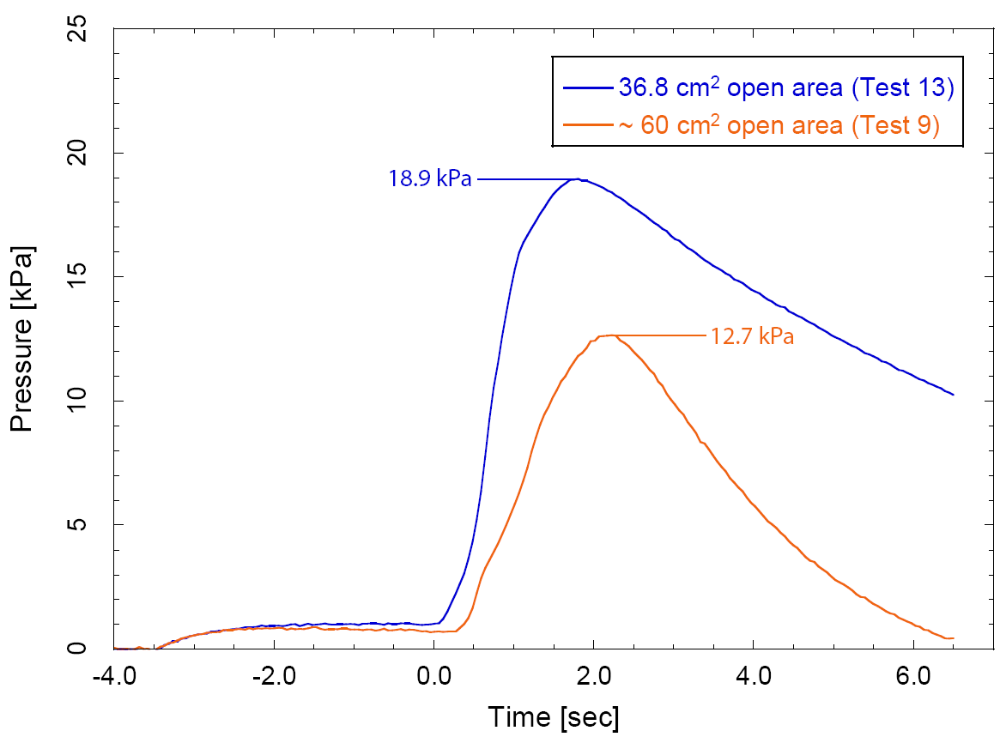 25
20
15
10
5
0
Pressure [kPa]
36.8 cm² open area (Test 13)
~ 60 cm² open area (Test 9)
18.9 kPa
12.7 kPa
-4.0 -2.0 0.0 2.0 4.0 6.0
Time [sec]